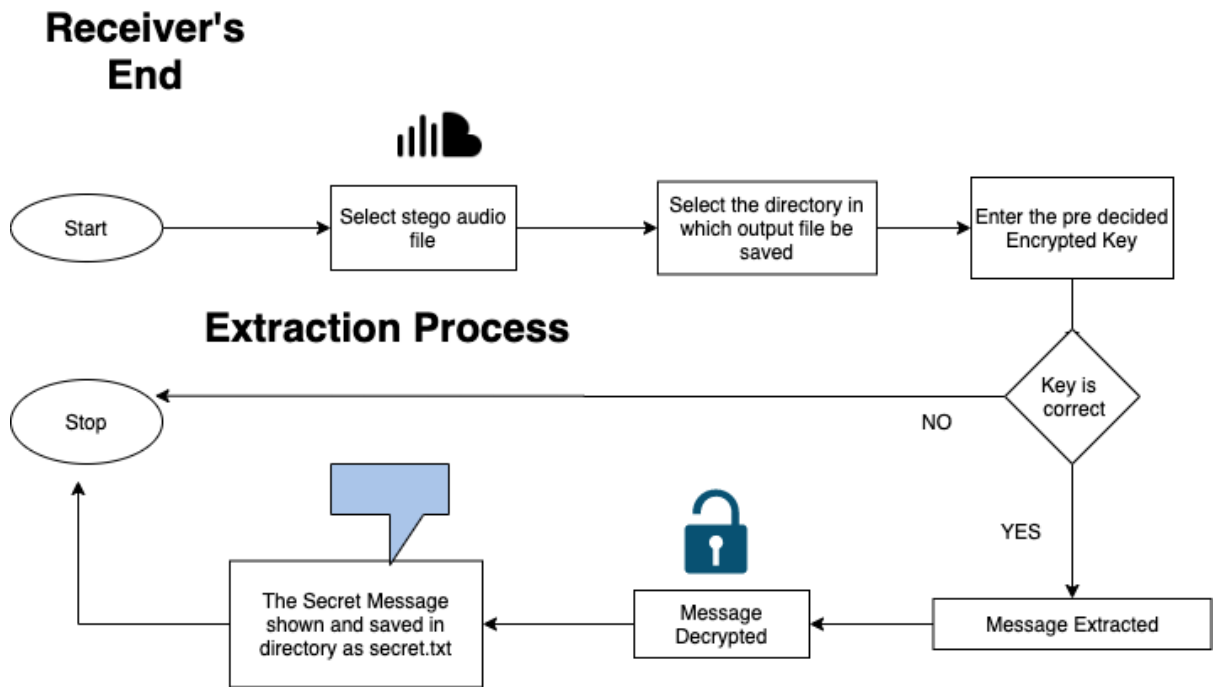 Receiver's
End
Start
Select stego audio
file
Select the directory in
which output file be
saved
Enter the pre decided
Encrypted Key
Extraction Process
Key is
correct
NO
YES
Stop
Message Extracted
Message
Decrypted
The Secret Message
shown and saved in
directory as secret.txt